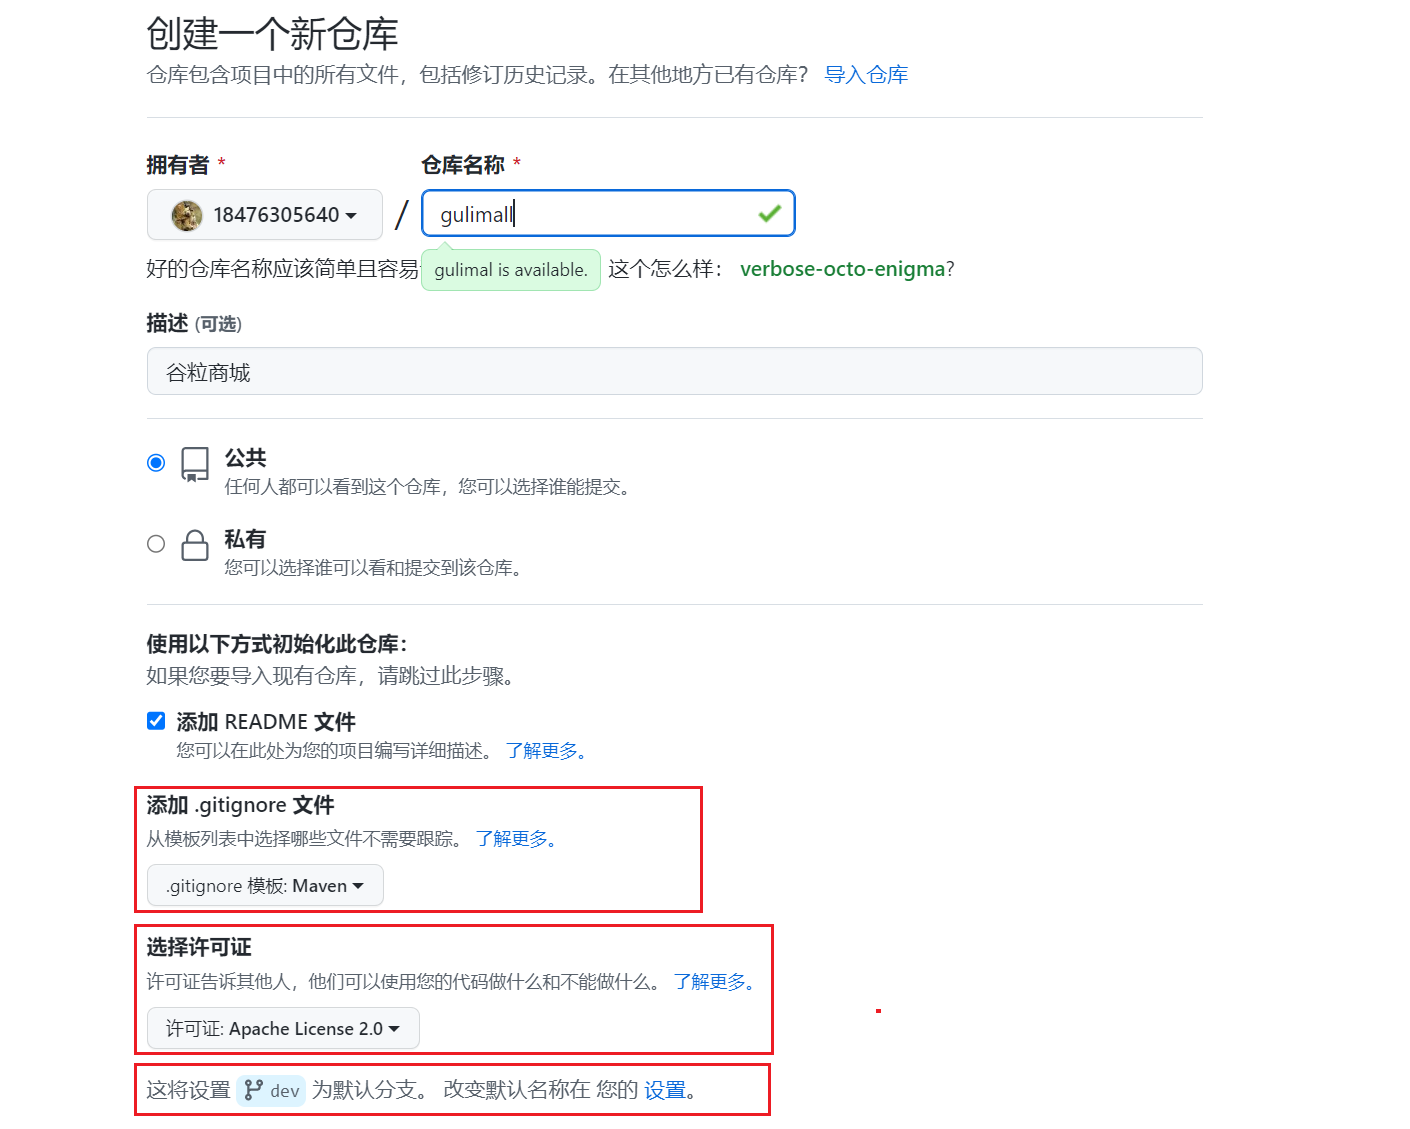 创建一个新仓库
仓库包含项目中的所有文件，包括修订历史记录。在其他地方已有仓库？ 导入仓库
拥有者 *
仓库名称 *
18476305640
/
gulimall
好的仓库名称应该简单且容易
gulimal is available.
这个怎么样： verbose-octo-enigma?
描述 (可选)
谷粒商城
公共
任何人都可以看到这个仓库，您可以选择谁能提交。
私有
您可以选择谁可以看和提交到该仓库。
使用以下方式初始化此仓库：
如果您要导入现有仓库，请跳过此步骤。
添加 README 文件
您可以在此处为您的项目编写详细描述。 了解更多。
添加 .gitignore 文件
从模板列表中选择哪些文件不需要跟踪。 了解更多。
.gitignore 模板: Maven
选择许可证
许可证告诉其他人，他们可以使用您的代码做什么和不能做什么。 了解更多。
许可证: Apache License 2.0
这将设置 dev 为默认分支。 改变默认名称在 您的 设置。